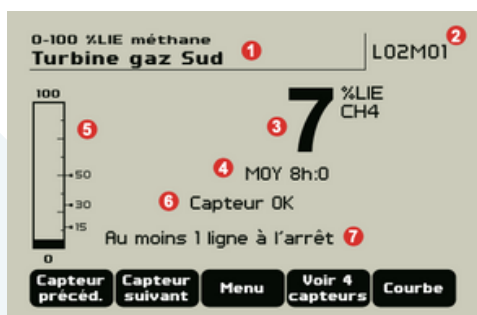 0-100 %LIE méthane
Turbine gaz Sud 1
L02M01 2
100
5
50
30
15
0
3 7 %LIE
CH4
4 MOY 8h:0
6 Capteur OK
Au moins 1 ligne à l'arrêt 7
Capteur précéd.
Capteur suivant
Menu
Voir 4 capteurs
Courbe